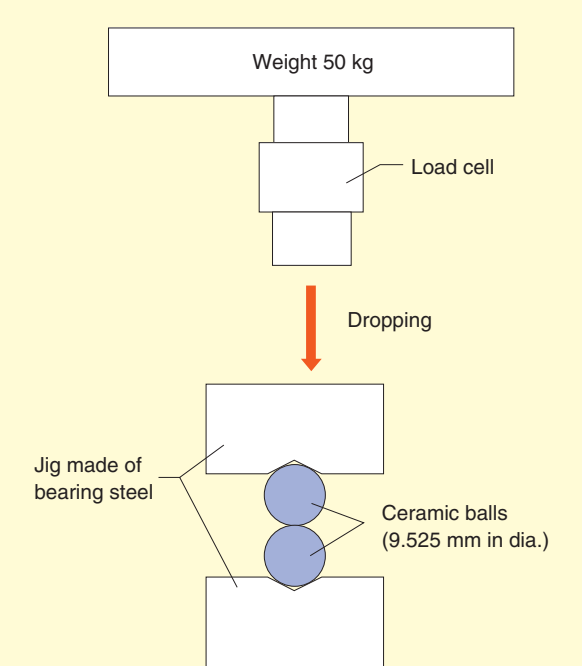 Weight 50 kg
Load cell
Dropping
Jig made of
bearing steel
Ceramic balls
(9.525 mm in dia.)